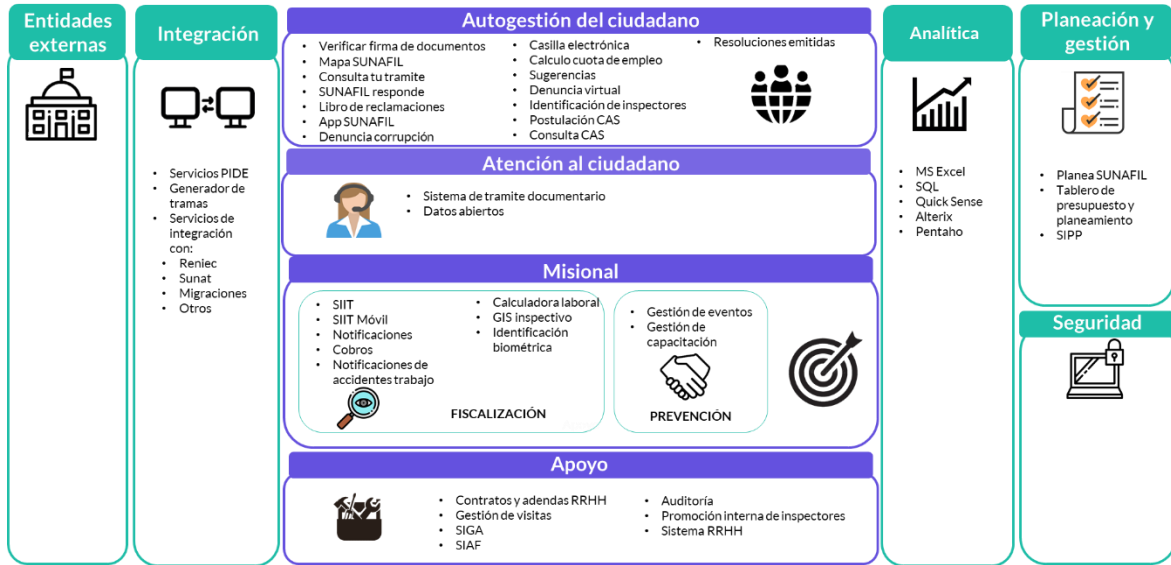 Entidades
externas
Integración
Servicios PIDE
Generador de
tramas
Servicios de
integración
con:
Reniec
Sunat
Migraciones
Otros
Autogestión del ciudadano
Verificar firma de documentos
Mapa SUNAFIL
Consulta tu tramite
SUNAFIL responde
Libro de reclamaciones
App SUNAFIL
Denuncia corrupción
Casilla electrónica
Calculo cuota de empleo
Sugerencias
Denuncia virtual
Identificación de inspectores
Postulación CAS
Consulta CAS
Resoluciones emitidas
Atención al ciudadano
Sistema de tramite documentario
Datos abiertos
Misional
SIIT
SIIT Móvil
Notificaciones
Cobros
Notificaciones de
accidentes trabajo
Calculadora laboral
GIS inspectivo
Identificación
biométrica
FISCALIZACIÓN
Gestión de eventos
Gestión de
capacitación
PREVENCIÓN
Apoyo
Contratos y adendas RRHH
Gestión de visitas
SIGA
SIAF
Auditoría
Promoción interna de inspectores
Sistema RRHH
Analítica
MS Excel
SQL
Quick Sense
Alterix
Pentaho
Planeación y
gestión
Planea SUNAFIL
Tablero de
presupuesto y
planeamiento
SIPP
Seguridad